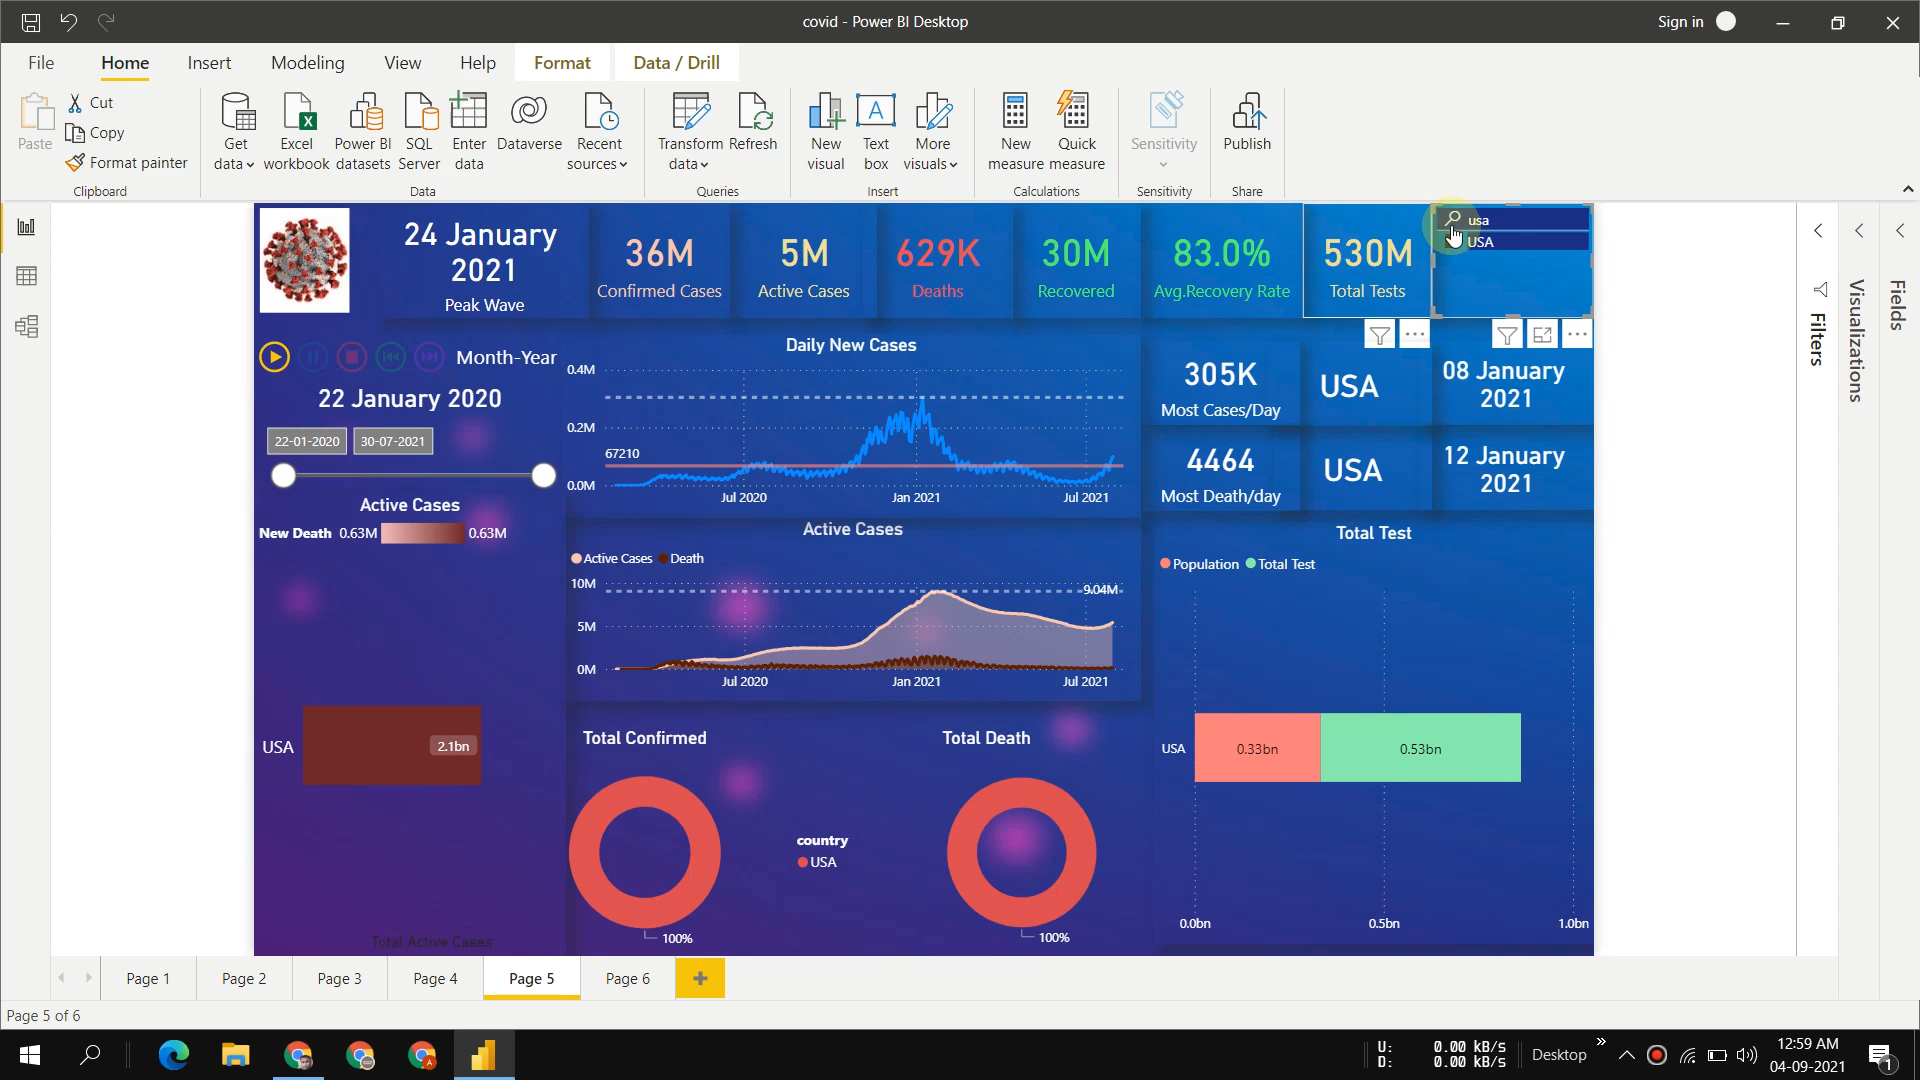 covid - Power BI Desktop
Sign in
File
Home
Insert
Modeling
View
Help
Format
Data / Drill
Paste
Cut
Copy
Format painter
Clipboard
Get data
Excel workbook
Power BI datasets
SQL Server
Enter data
Dataverse
Recent sources
Data
Transform data
Refresh
Queries
New visual
Text box
More visuals
Insert
New measure
Quick measure
Calculations
Sensitivity
Sensitivity
Publish
Share
24 January
2021
Peak Wave
36M
Confirmed Cases
5M
Active Cases
629K
Deaths
30M
Recovered
83.0%
Avg.Recovery Rate
530M
Total Tests
usa
USA
Month-Year
22 January 2020
22-01-2020
30-07-2021
Active Cases
New Death 0.63M 0.63M
USA
2.1bn
Total Active Cases
Daily New Cases
0.4M
0.2M
67210
0.0M
Jul 2020
Jan 2021
Jul 2021
Active Cases
Active Cases
Death
10M
9.04M
5M
0M
Jul 2020
Jan 2021
Jul 2021
Total Confirmed
100%
country
USA
Total Death
100%
305K
Most Cases/Day
USA
08 January
2021
4464
Most Death/day
USA
12 January
2021
Total Test
Population
Total Test
USA
0.33bn
0.53bn
0.0bn
0.5bn
1.0bn
Filters
Visualizations
Fields
Page 1
Page 2
Page 3
Page 4
Page 5
Page 6
Page 5 of 6
U: 0.00 kB/s
D: 0.00 kB/s
Desktop
12:59 AM
04-09-2021
1